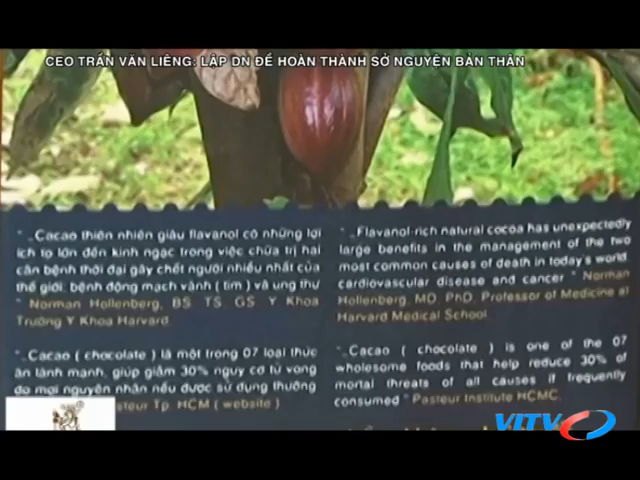 CEO TRẦN VĂN LIÊNG: LẬP DN ĐỂ HOÀN THÀNH SỞ NGUYỆN BẢN THÂN
"...Cacao thiên nhiên giàu flavanol có những lợi
ích to lớn đến kinh ngạc trong việc chữa trị hai
căn bệnh thời đại gây chết người nhiều nhất của
thế giới: bệnh động mạch vành ( tim ) và ung thư
" Norman Hollenberg, BS. TS. GS. Y Khoa
Trường Y Khoa Harvard.
"...Cacao ( chocolate ) là một trong 07 loại thức
ăn lành mạnh, giúp giảm 30% nguy cơ tử vong
do mọi nguyên nhân nếu được sử dụng thường
asteur Tp. HCM ( website )
"...Flavanol-rich natural cocoa has unexpectedly
large benefits in the management of the two
most common causes of death in today's world:
cardiovascular disease and cancer " Norman
Hollenberg, MD, PhD, Professor of Medicine at
Harvard Medical School.
"...Cacao ( chocolate ) is one of the 07
wholesome foods that help reduce 30% of
mortal threats of all causes if frequently
consumed " Pasteur Institute HCMC.
VITV